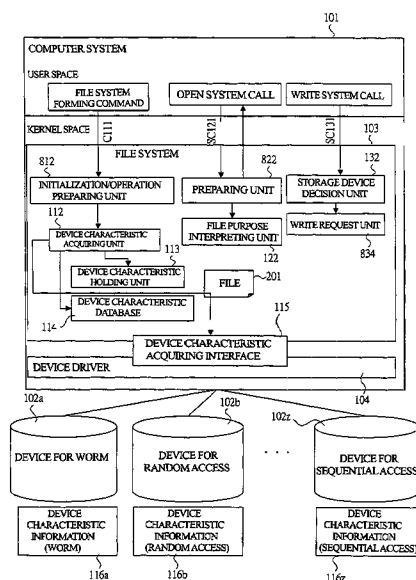 101
COMPUTER SYSTEM
USER SPACE
FILE SYSTEM
FORMING COMMAND
OPEN SYSTEM CALL
WRITE SYSTEM CALL
KERNEL SPACE
C111
SC121
SC131
103
FILE SYSTEM
812
822
132
INITIALIZATION/OPERATION
PREPARING UNIT
PREPARING UNIT
STORAGE DEVICE
DECISION UNIT
112
DEVICE CHARACTERISTIC
ACQUIRING UNIT
FILE PURPOSE
INTERPRETING UNIT
WRITE REQUEST UNIT
113
122
834
DEVICE CHARACTERISTIC
HOLDING UNIT
FILE
201
DEVICE CHARACTERISTIC
DATABASE
114
115
DEVICE CHARACTERISTIC
ACQUIRING INTERFACE
DEVICE DRIVER
104
102a
102b
102z
DEVICE FOR WORM
DEVICE FOR
RANDOM ACCESS
. . .
DEVICE FOR
SEQUENTIAL ACCESS
DEVICE
CHARACTERISTIC
INFORMATION
(WORM)
DEVICE
CHARACTERISTIC
INFORMATION
(RANDOM ACCESS)
DEVICE
CHARACTERISTIC
INFORMATION
(SEQUENTIAL ACCESS)
116a
116b
116z